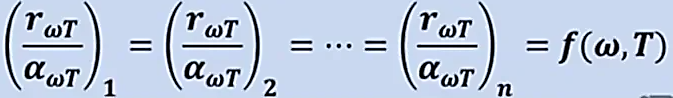 (r_ωT / α_ωT)_1 = (r_ωT / α_ωT)_2 = ⋯ = (r_ωT / α_ωT)_n = f(ω, T)